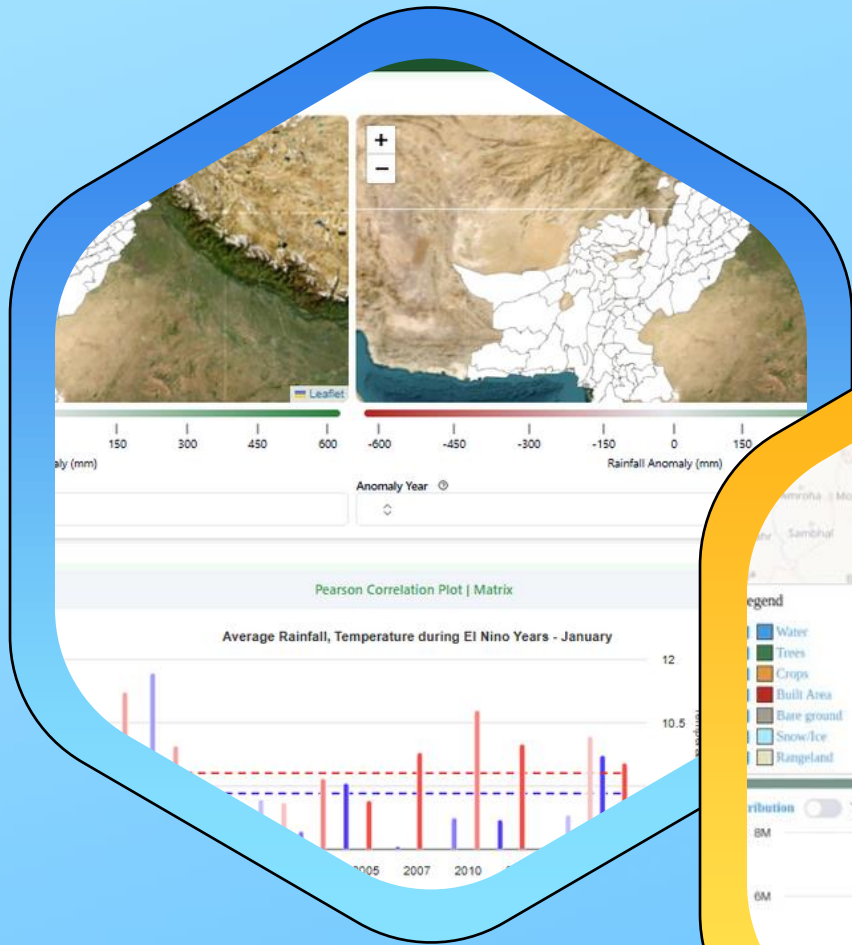 +
−
Leaflet
150 300 450 600
-600 -450 -300 -150 0 150
aly (mm)
Rainfall Anomaly (mm)
Anomaly Year
Pearson Correlation Plot | Matrix
Average Rainfall, Temperature during El Nino Years - January
12
10.5
2005 2007 2010
Sambhal
egend
Water
Trees
Crops
Built Area
Bare ground
Snow/Ice
Rangeland
ribution
8M
6M